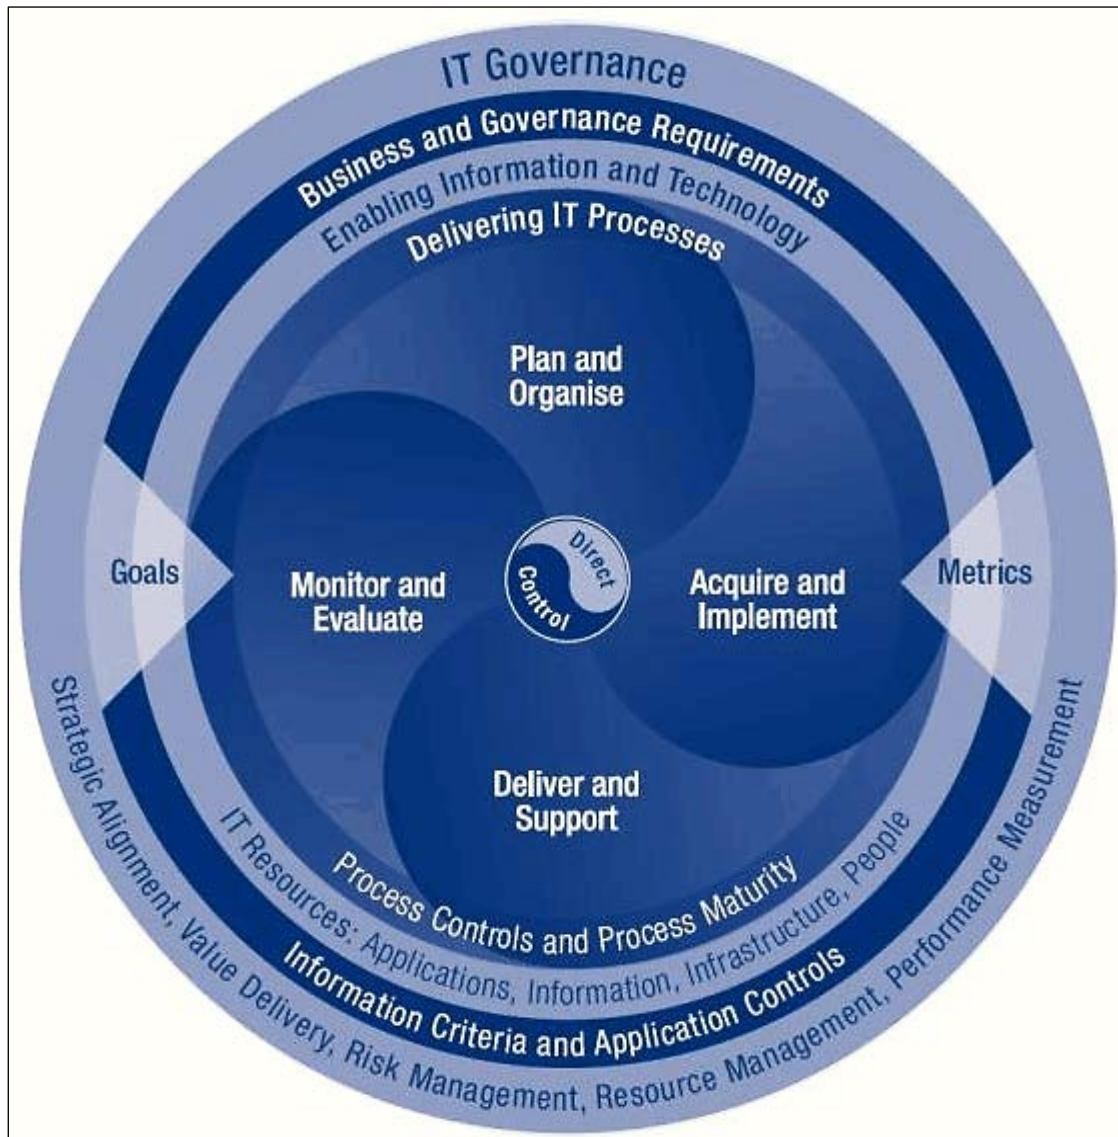 IT Governance
Business and Governance Requirements
Enabling Information and Technology
Delivering IT Processes
Plan and
Organise
Goals
Monitor and
Evaluate
Direct
Control
Acquire and
Implement
Metrics
Deliver and
Support
Process Controls and Process Maturity
IT Resources: Applications, Information, Infrastructure, People
Information Criteria and Application Controls
Strategic Alignment, Value Delivery, Risk Management, Resource Management, Performance Measurement